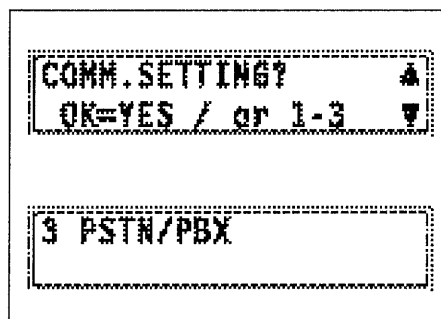 COMM.SETTING? ▲
OK=YES / or 1-3 ▼
3 PSTN/PBX